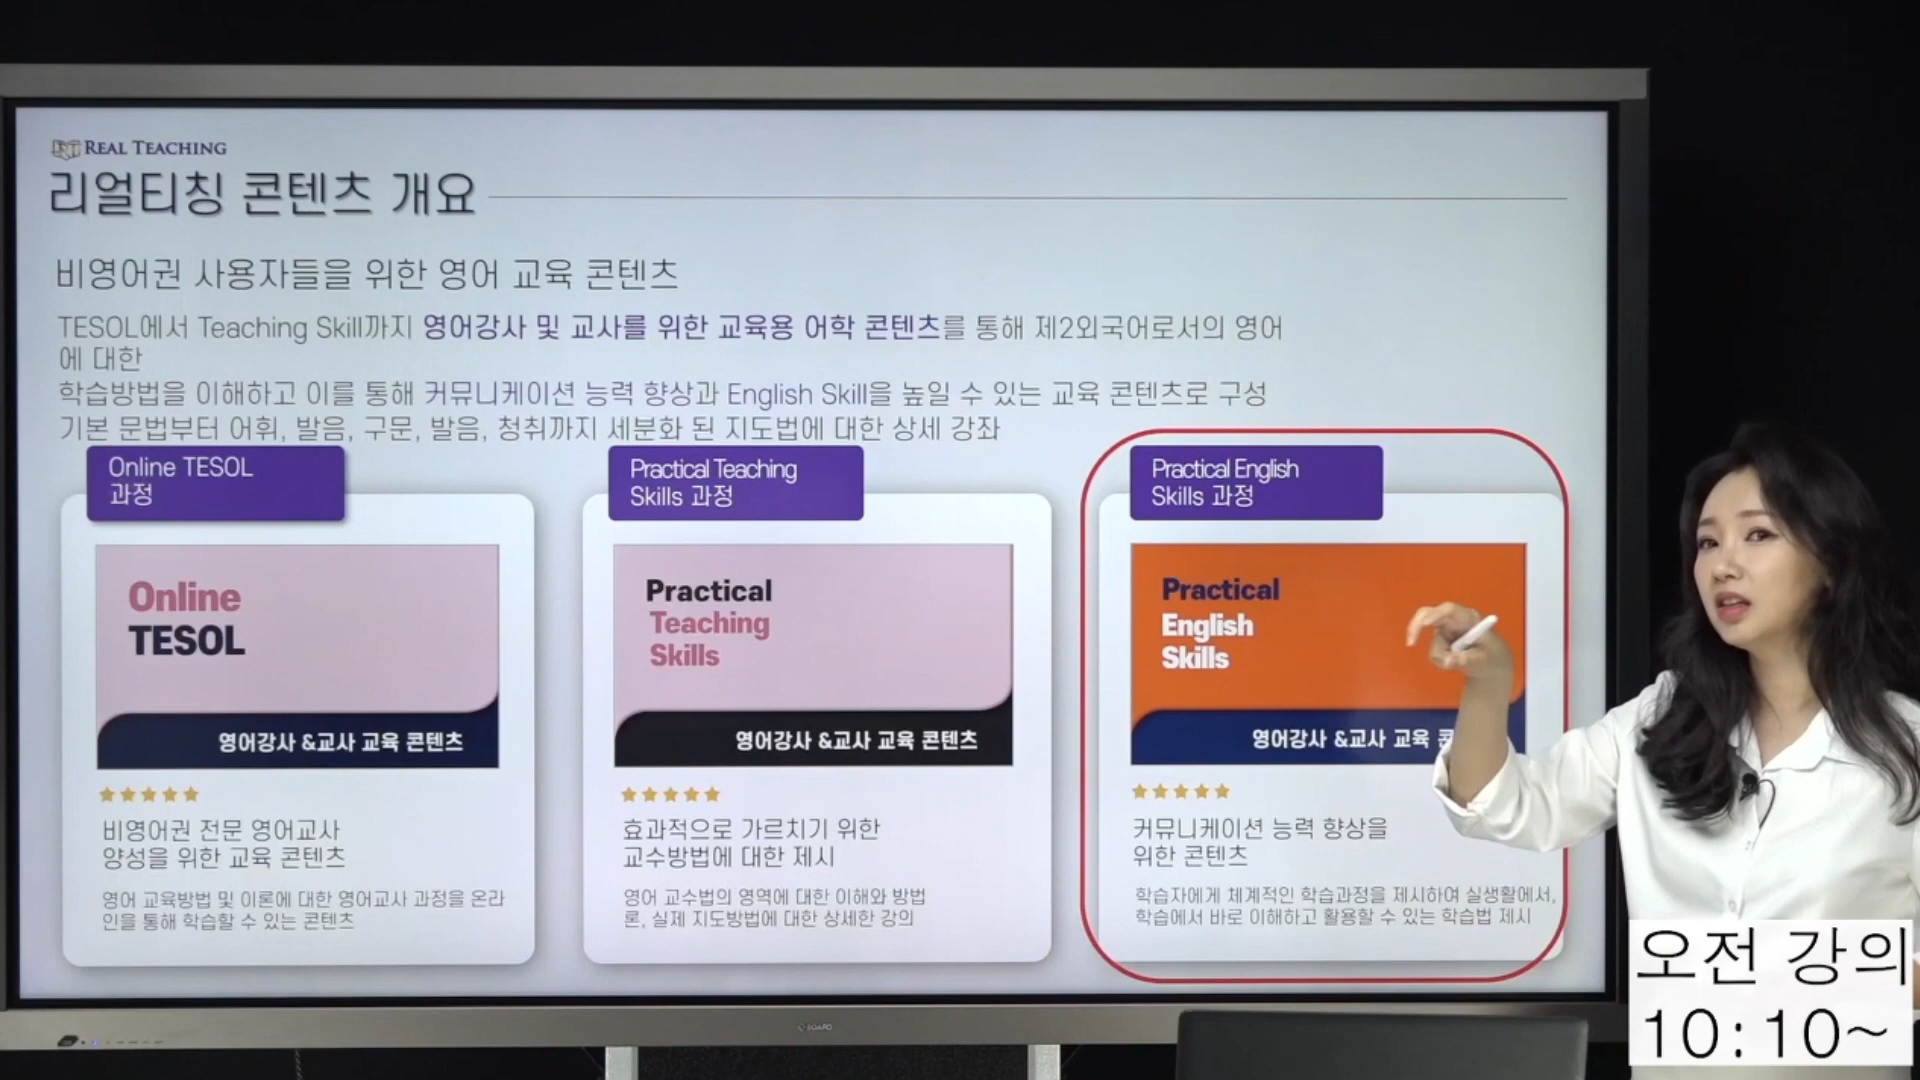 REAL TEACHING
리얼티칭 콘텐츠 개요
비영어권 사용자들을 위한 영어 교육 콘텐츠
TESOL에서 Teaching Skill까지 영어강사 및 교사를 위한 교육용 어학 콘텐츠를 통해 제2외국어로서의 영어
에 대한
학습방법을 이해하고 이를 통해 커뮤니케이션 능력 향상과 English Skill을 높일 수 있는 교육 콘텐츠로 구성
기본 문법부터 어휘, 발음, 구문, 발음, 청취까지 세분화 된 지도법에 대한 상세 강좌
Online TESOL
과정
Online
TESOL
영어강사 &교사 교육 콘텐츠
비영어권 전문 영어교사
양성을 위한 교육 콘텐츠
영어 교육방법 및 이론에 대한 영어교사 과정을 온라
인을 통해 학습할 수 있는 콘텐츠
Practical Teaching
Skills 과정
Practical
Teaching
Skills
영어강사 &교사 교육 콘텐츠
효과적으로 가르치기 위한
교수방법에 대한 제시
영어 교수법의 영역에 대한 이해와 방법
론, 실제 지도방법에 대한 상세한 강의
Practical English
Skills 과정
Practical
English
Skills
영어강사 &교사 교육
커뮤니케이션 능력 향상을
위한 콘텐츠
학습자에게 체계적인 학습과정을 제시하여 실생활에서,
학습에서 바로 이해하고 활용할 수 있는 학습법 제시
오전 강의
10:10~